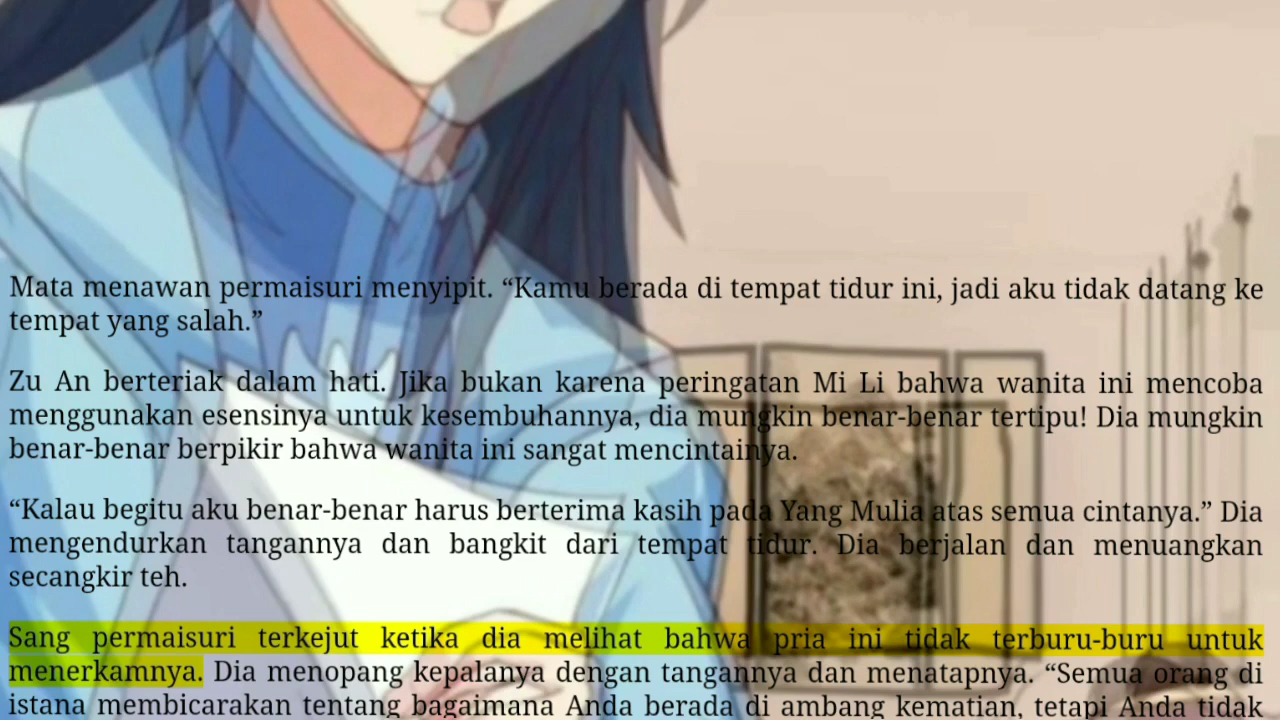 Mata menawan permaisuri menyipit. “Kamu berada di tempat tidur ini, jadi aku tidak datang ke
tempat yang salah.”
Zu An berteriak dalam hati. Jika bukan karena peringatan Mi Li bahwa wanita ini mencoba
menggunakan esensinya untuk kesembuhannya, dia mungkin benar-benar tertipu! Dia mungkin
benar-benar berpikir bahwa wanita ini sangat mencintainya.
“Kalau begitu aku benar-benar harus berterima kasih pada Yang Mulia atas semua cintanya.” Dia
mengendurkan tangannya dan bangkit dari tempat tidur. Dia berjalan dan menuangkan
secangkir teh.
Sang permaisuri terkejut ketika dia melihat bahwa pria ini tidak terburu-buru untuk
menerkamnya. Dia menopang kepalanya dengan tangannya dan menatapnya. “Semua orang di
istana membicarakan tentang bagaimana Anda berada di ambang kematian, tetapi Anda tidak